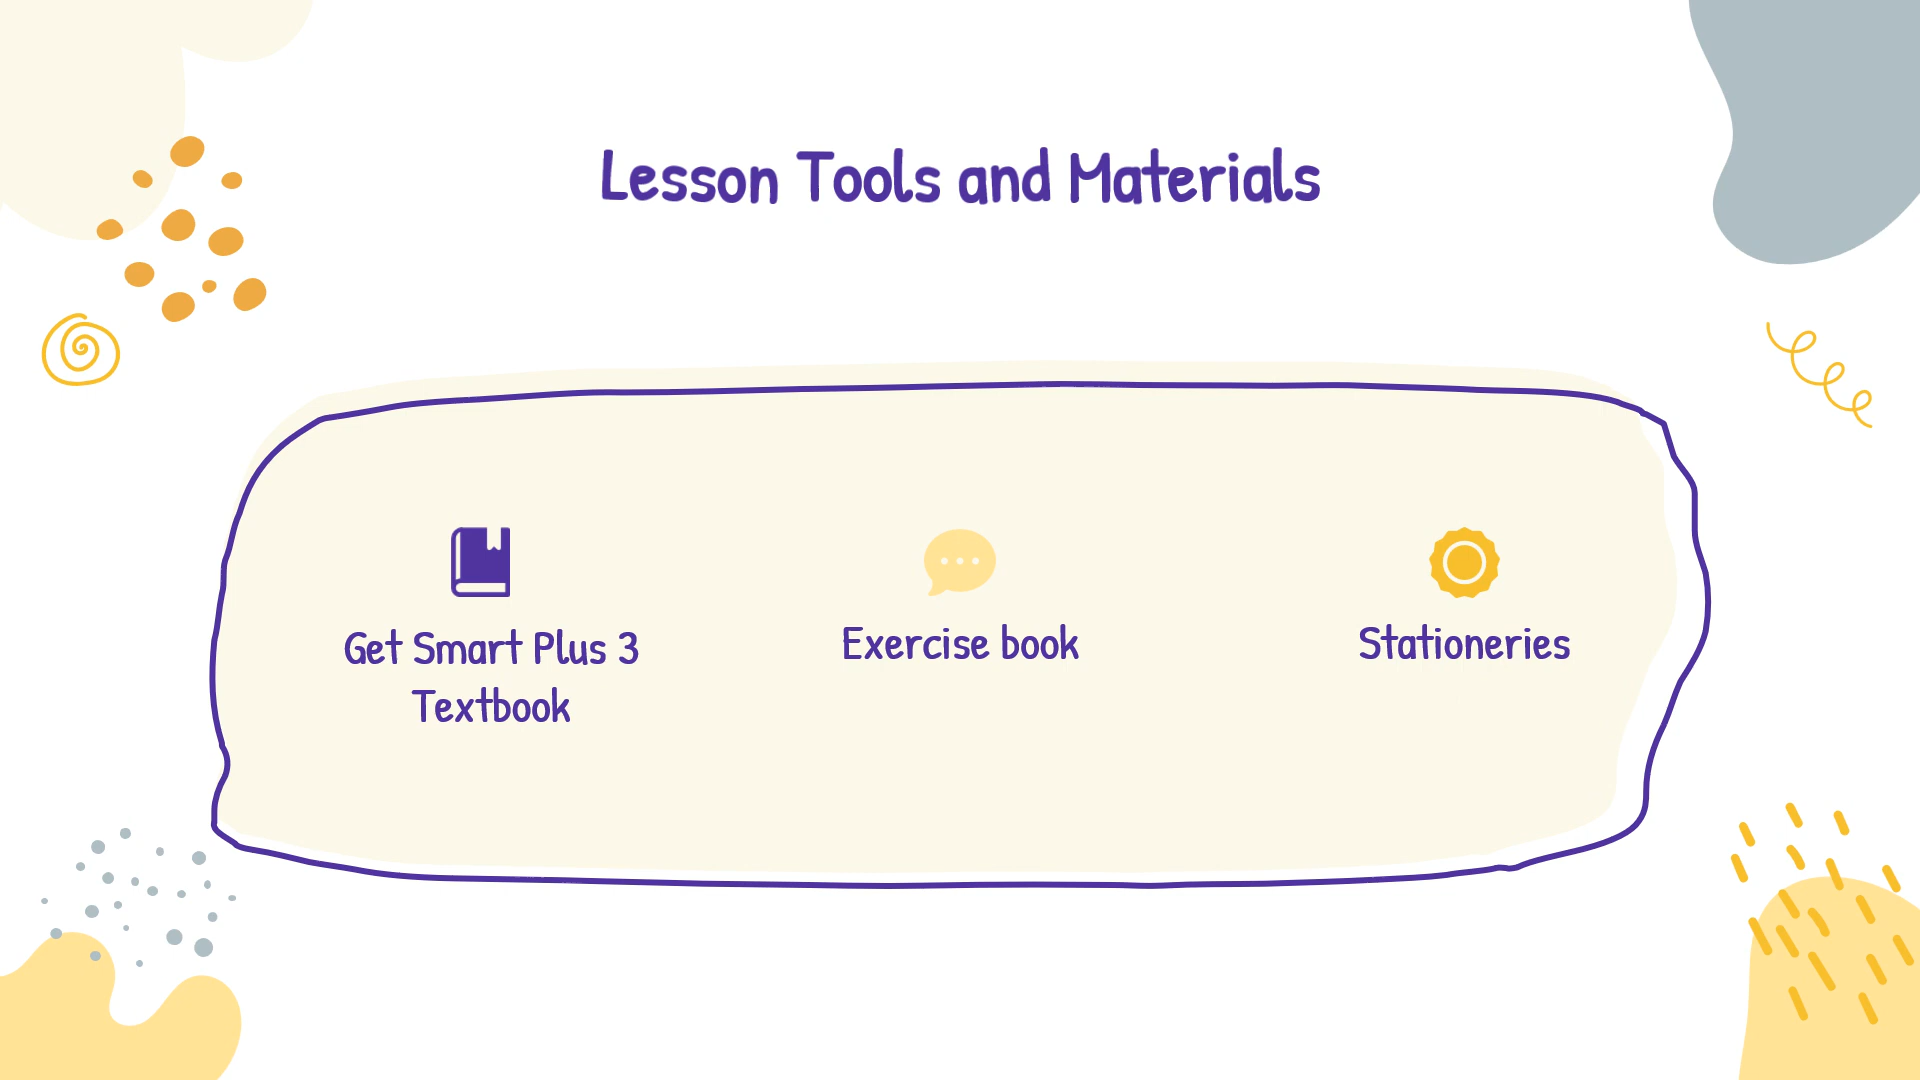 Lesson Tools and Materials
Get Smart Plus 3
Textbook
Exercise book
Stationeries